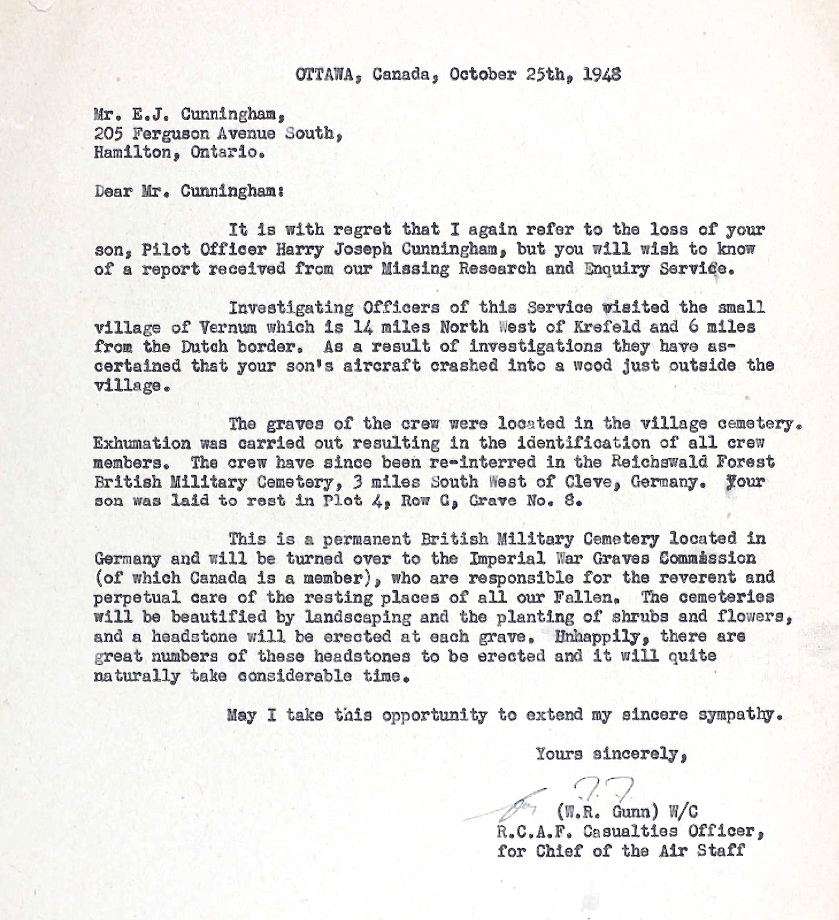 OTTAWA, Canada, October 25th, 1948
Mr. E.J. Cunningham,
205 Ferguson Avenue South,
Hamilton, Ontario.
Dear Mr. Cunningham:
It is with regret that I again refer to the loss of your
son, Pilot Officer Harry Joseph Cunningham, but you will wish to know
of a report received from our Missing Research and Enquiry Service.
Investigating Officers of this Service visited the small
village of Vernum which is 14 miles North West of Krefeld and 6 miles
from the Dutch border. As a result of investigations they have as-
certained that your son's aircraft crashed into a wood just outside the
village.
The graves of the crew were located in the village cemetery.
Exhumation was carried out resulting in the identification of all crew
members. The crew have since been re-interred in the Reichswald Forest
British Military Cemetery, 3 miles South West of Cleve, Germany. Your
son was laid to rest in Plot 4, Row C, Grave No. 8.
This is a permanent British Military Cemetery located in
Germany and will be turned over to the Imperial War Graves Commission
(of which Canada is a member), who are responsible for the reverent and
perpetual care of the resting places of all our Fallen. The cemeteries
will be beautified by landscaping and the planting of shrubs and flowers,
and a headstone will be erected at each grave. Unhappily, there are
great numbers of these headstones to be erected and it will quite
naturally take considerable time.
May I take this opportunity to extend my sincere sympathy.
Yours sincerely,
(W.R. Gunn) W/C
R.C.A.F. Casualties Officer,
for Chief of the Air Staff